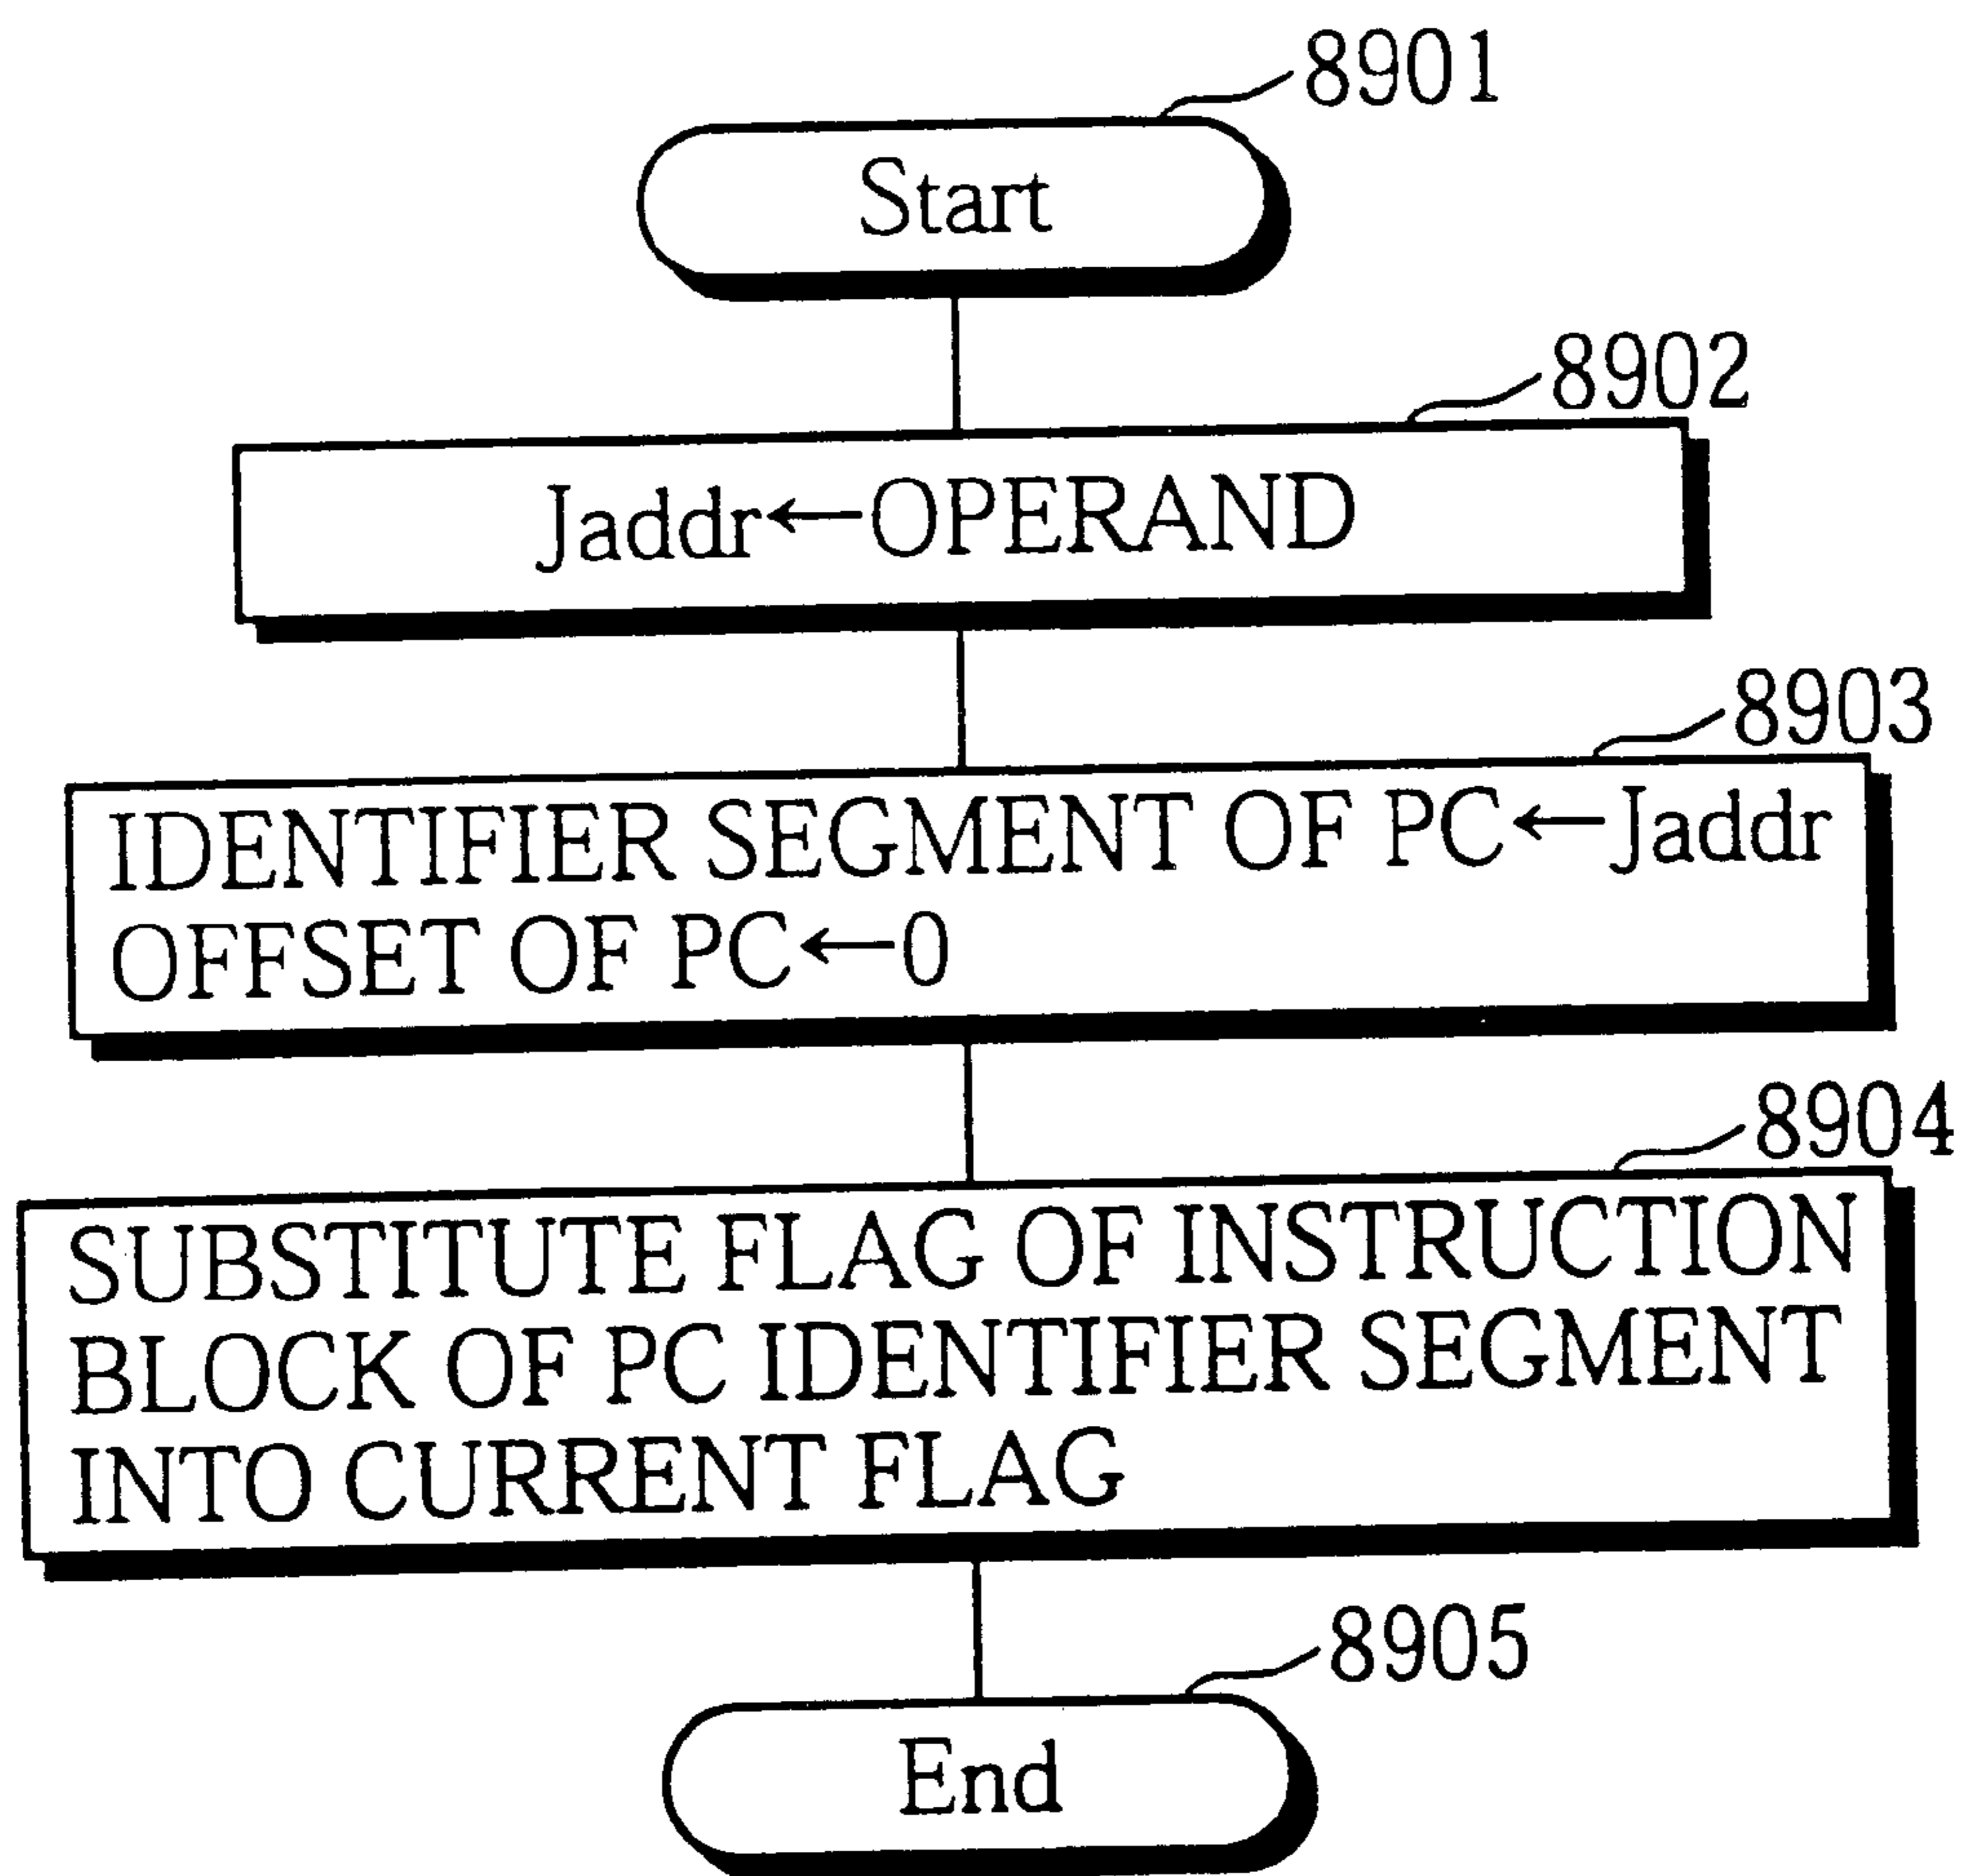 8901
Start
8902
Jaddr←OPERAND
8903
IDENTIFIER SEGMENT OF PC←Jaddr
OFFSET OF PC←0
8904
SUBSTITUTE FLAG OF INSTRUCTION
BLOCK OF PC IDENTIFIER SEGMENT
INTO CURRENT FLAG
8905
End